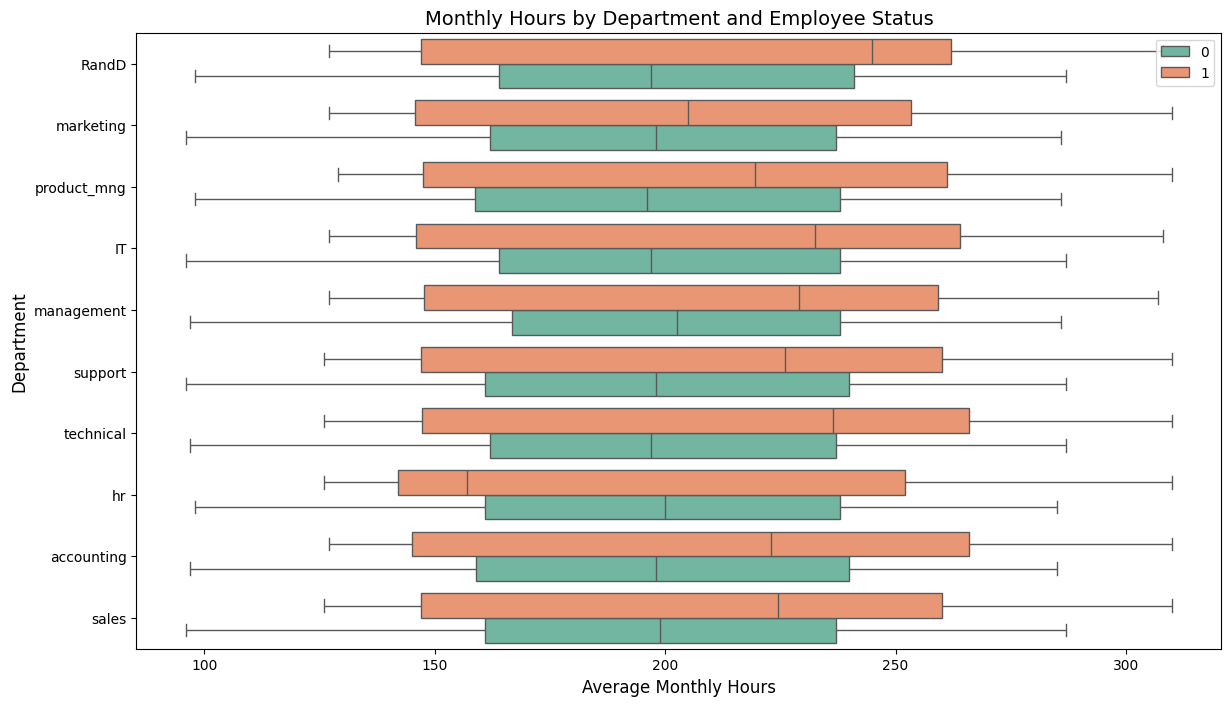 Monthly Hours by Department and Employee Status
0
1
RandD
marketing
product_mng
IT
management
support
technical
hr
accounting
sales
Department
100 150 200 250 300
Average Monthly Hours